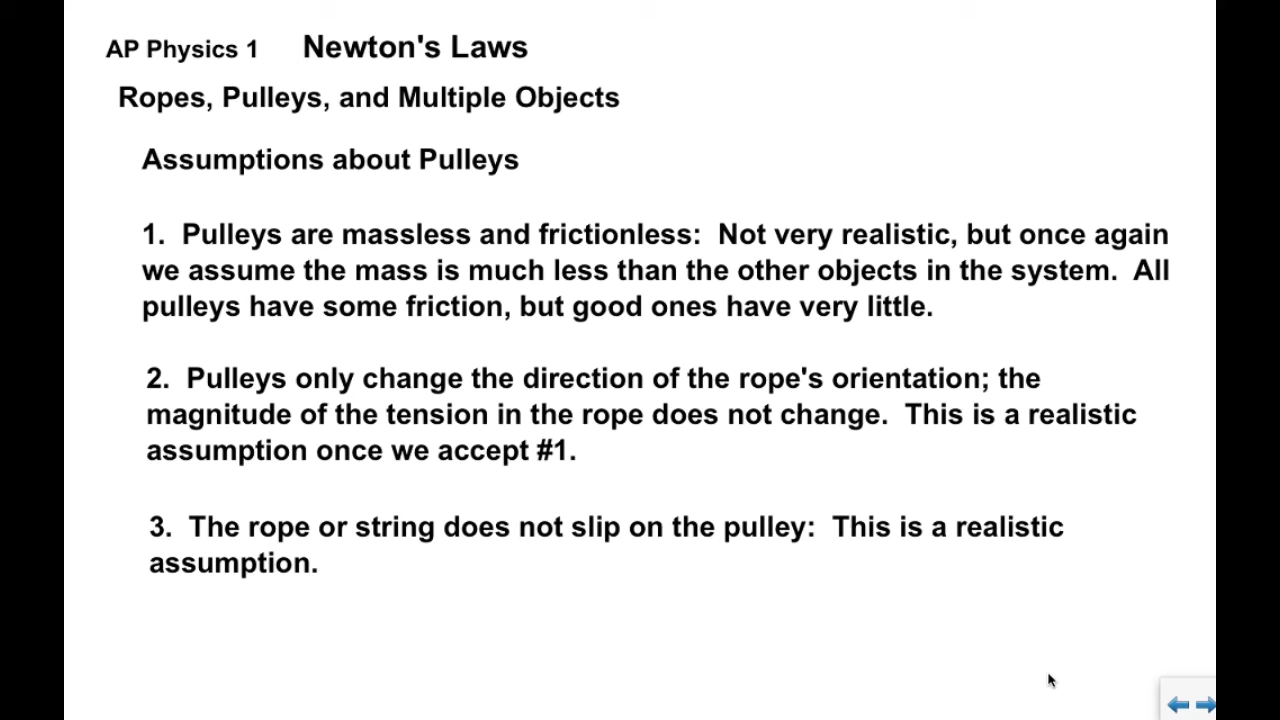 AP Physics 1 Newton's Laws
Ropes, Pulleys, and Multiple Objects
Assumptions about Pulleys
1. Pulleys are massless and frictionless: Not very realistic, but once again
we assume the mass is much less than the other objects in the system. All
pulleys have some friction, but good ones have very little.
2. Pulleys only change the direction of the rope's orientation; the
magnitude of the tension in the rope does not change. This is a realistic
assumption once we accept #1.
3. The rope or string does not slip on the pulley: This is a realistic
assumption.